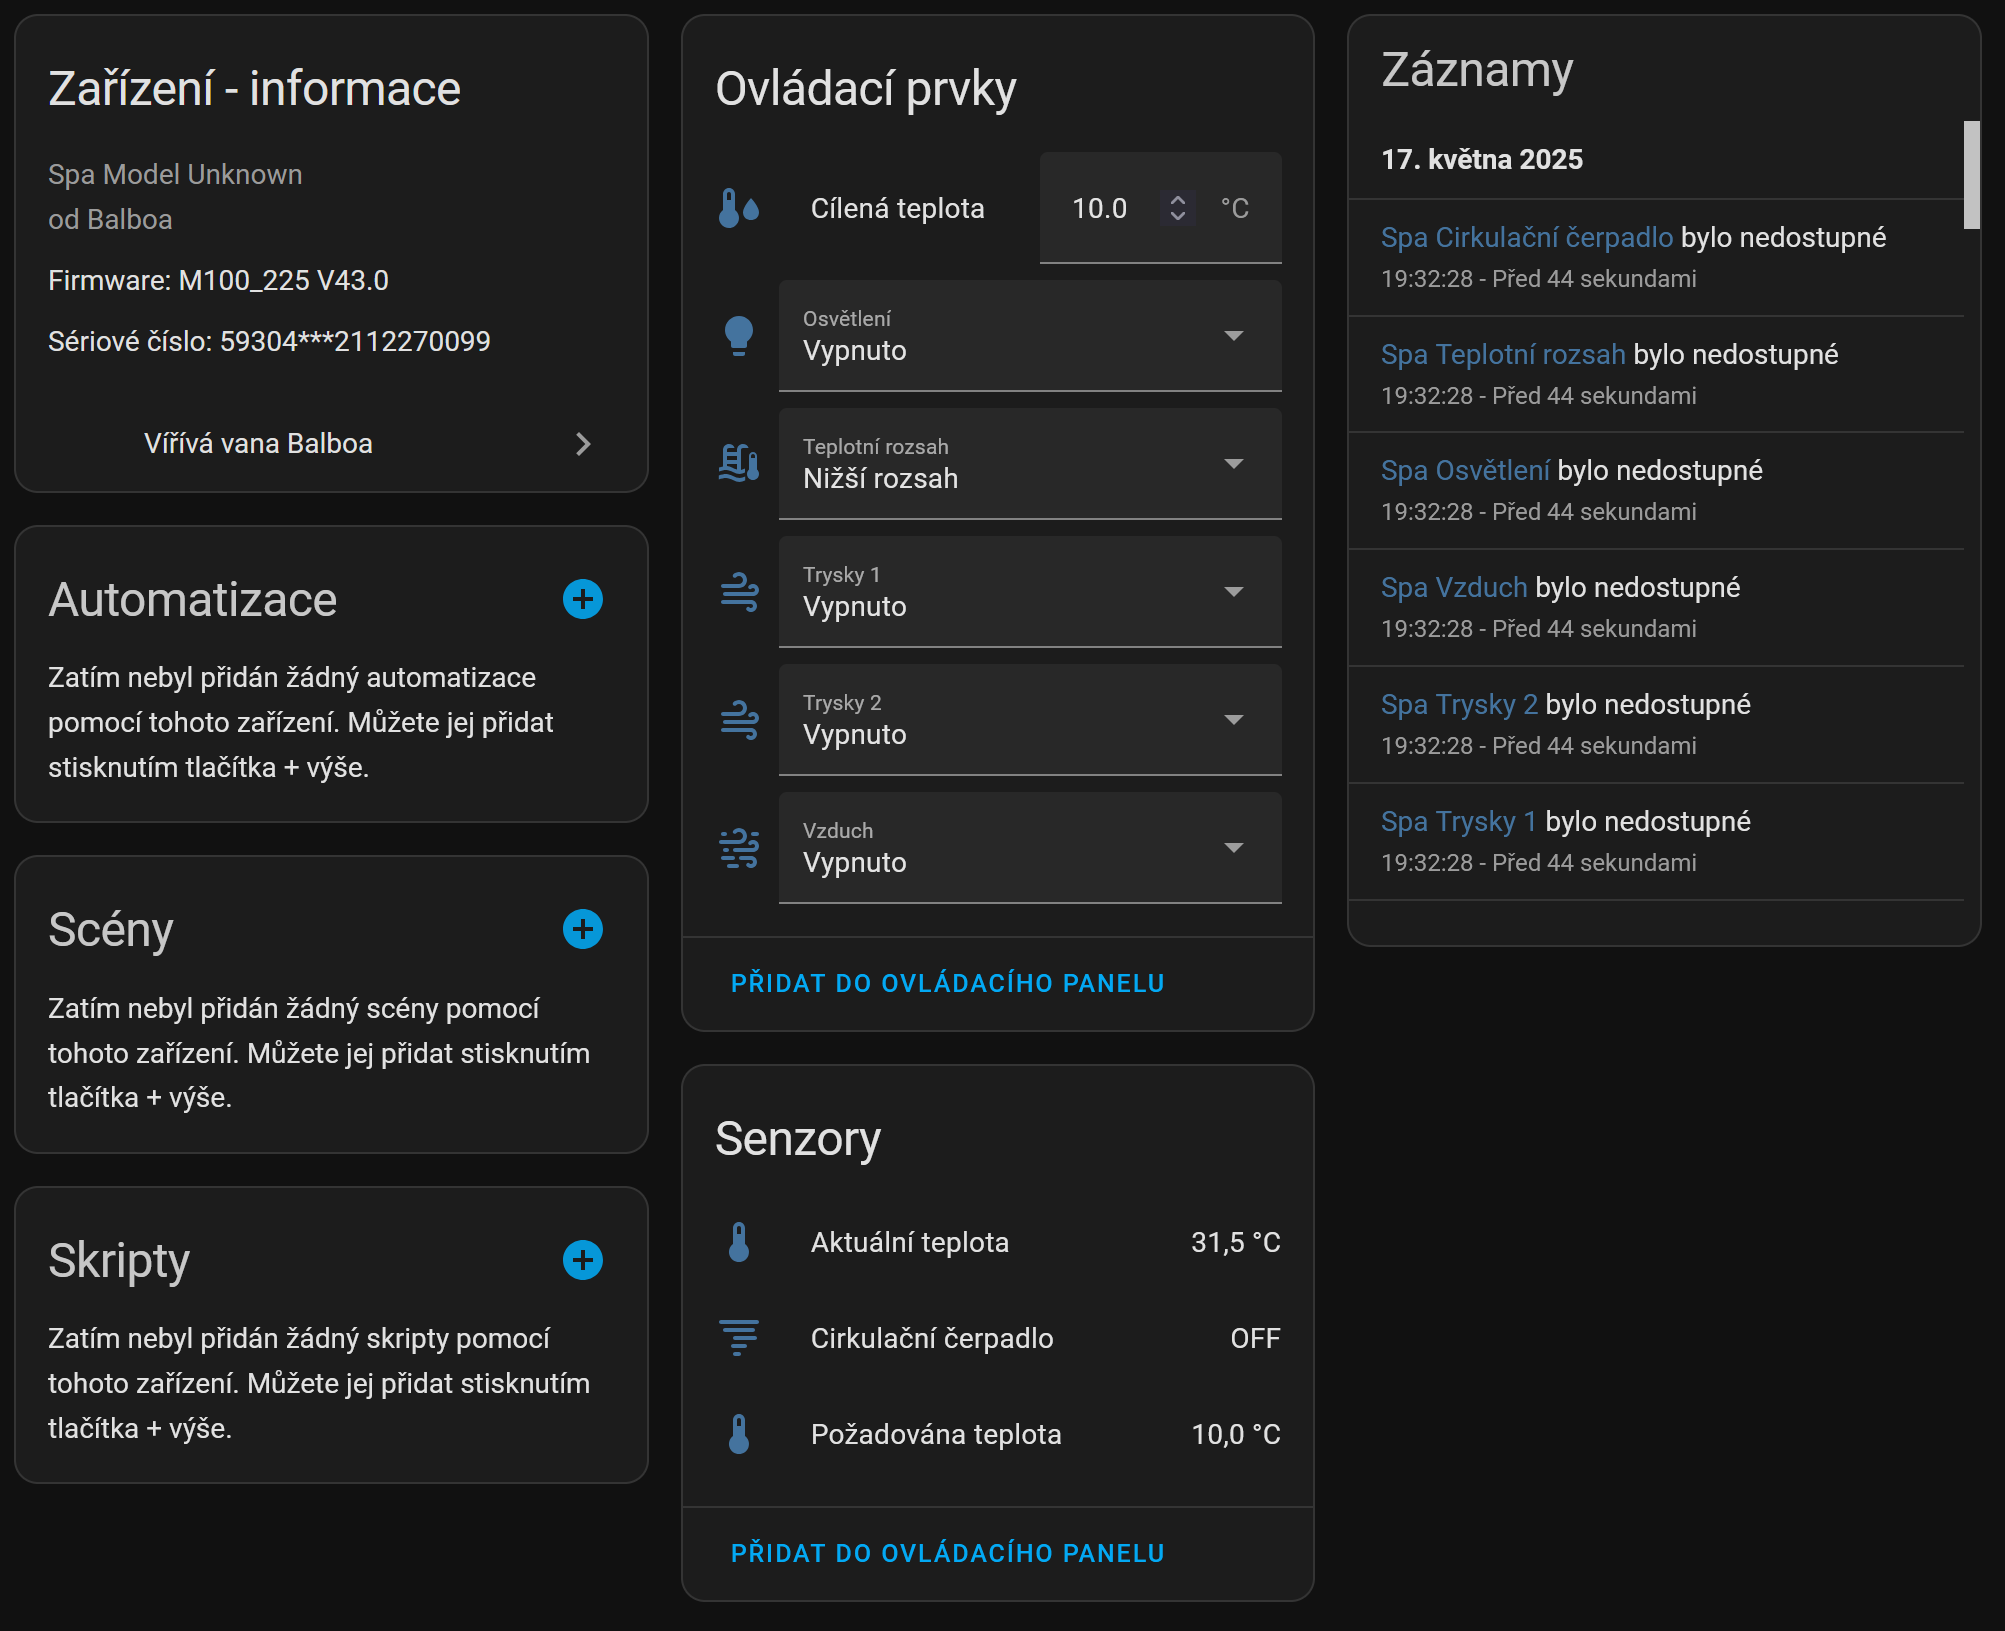 Zařízení - informace
Spa Model Unknown
od Balboa
Firmware: M100_225 V43.0
Sériové číslo: 59304***2112270099
Vířívá vana Balboa
Automatizace
Zatím nebyl přidán žádný automatizace
pomocí tohoto zařízení. Můžete jej přidat
stisknutím tlačítka + výše.
Scény
Zatím nebyl přidán žádný scény pomocí
tohoto zařízení. Můžete jej přidat stisknutím
tlačítka + výše.
Skripty
Zatím nebyl přidán žádný skripty pomocí
tohoto zařízení. Můžete jej přidat stisknutím
tlačítka + výše.
Ovládací prvky
Cílená teplota 10.0 °C
Osvětlení
Vypnuto
Teplotní rozsah
Nižší rozsah
Trysky 1
Vypnuto
Trysky 2
Vypnuto
Vzduch
Vypnuto
PŘIDAT DO OVLÁDACÍHO PANELU
Senzory
Aktuální teplota 31,5 °C
Cirkulační čerpadlo OFF
Požadována teplota 10,0 °C
PŘIDAT DO OVLÁDACÍHO PANELU
Záznamy
17. května 2025
Spa Cirkulační čerpadlo bylo nedostupné
19:32:28 - Před 44 sekundami
Spa Teplotní rozsah bylo nedostupné
19:32:28 - Před 44 sekundami
Spa Osvětlení bylo nedostupné
19:32:28 - Před 44 sekundami
Spa Vzduch bylo nedostupné
19:32:28 - Před 44 sekundami
Spa Trysky 2 bylo nedostupné
19:32:28 - Před 44 sekundami
Spa Trysky 1 bylo nedostupné
19:32:28 - Před 44 sekundami